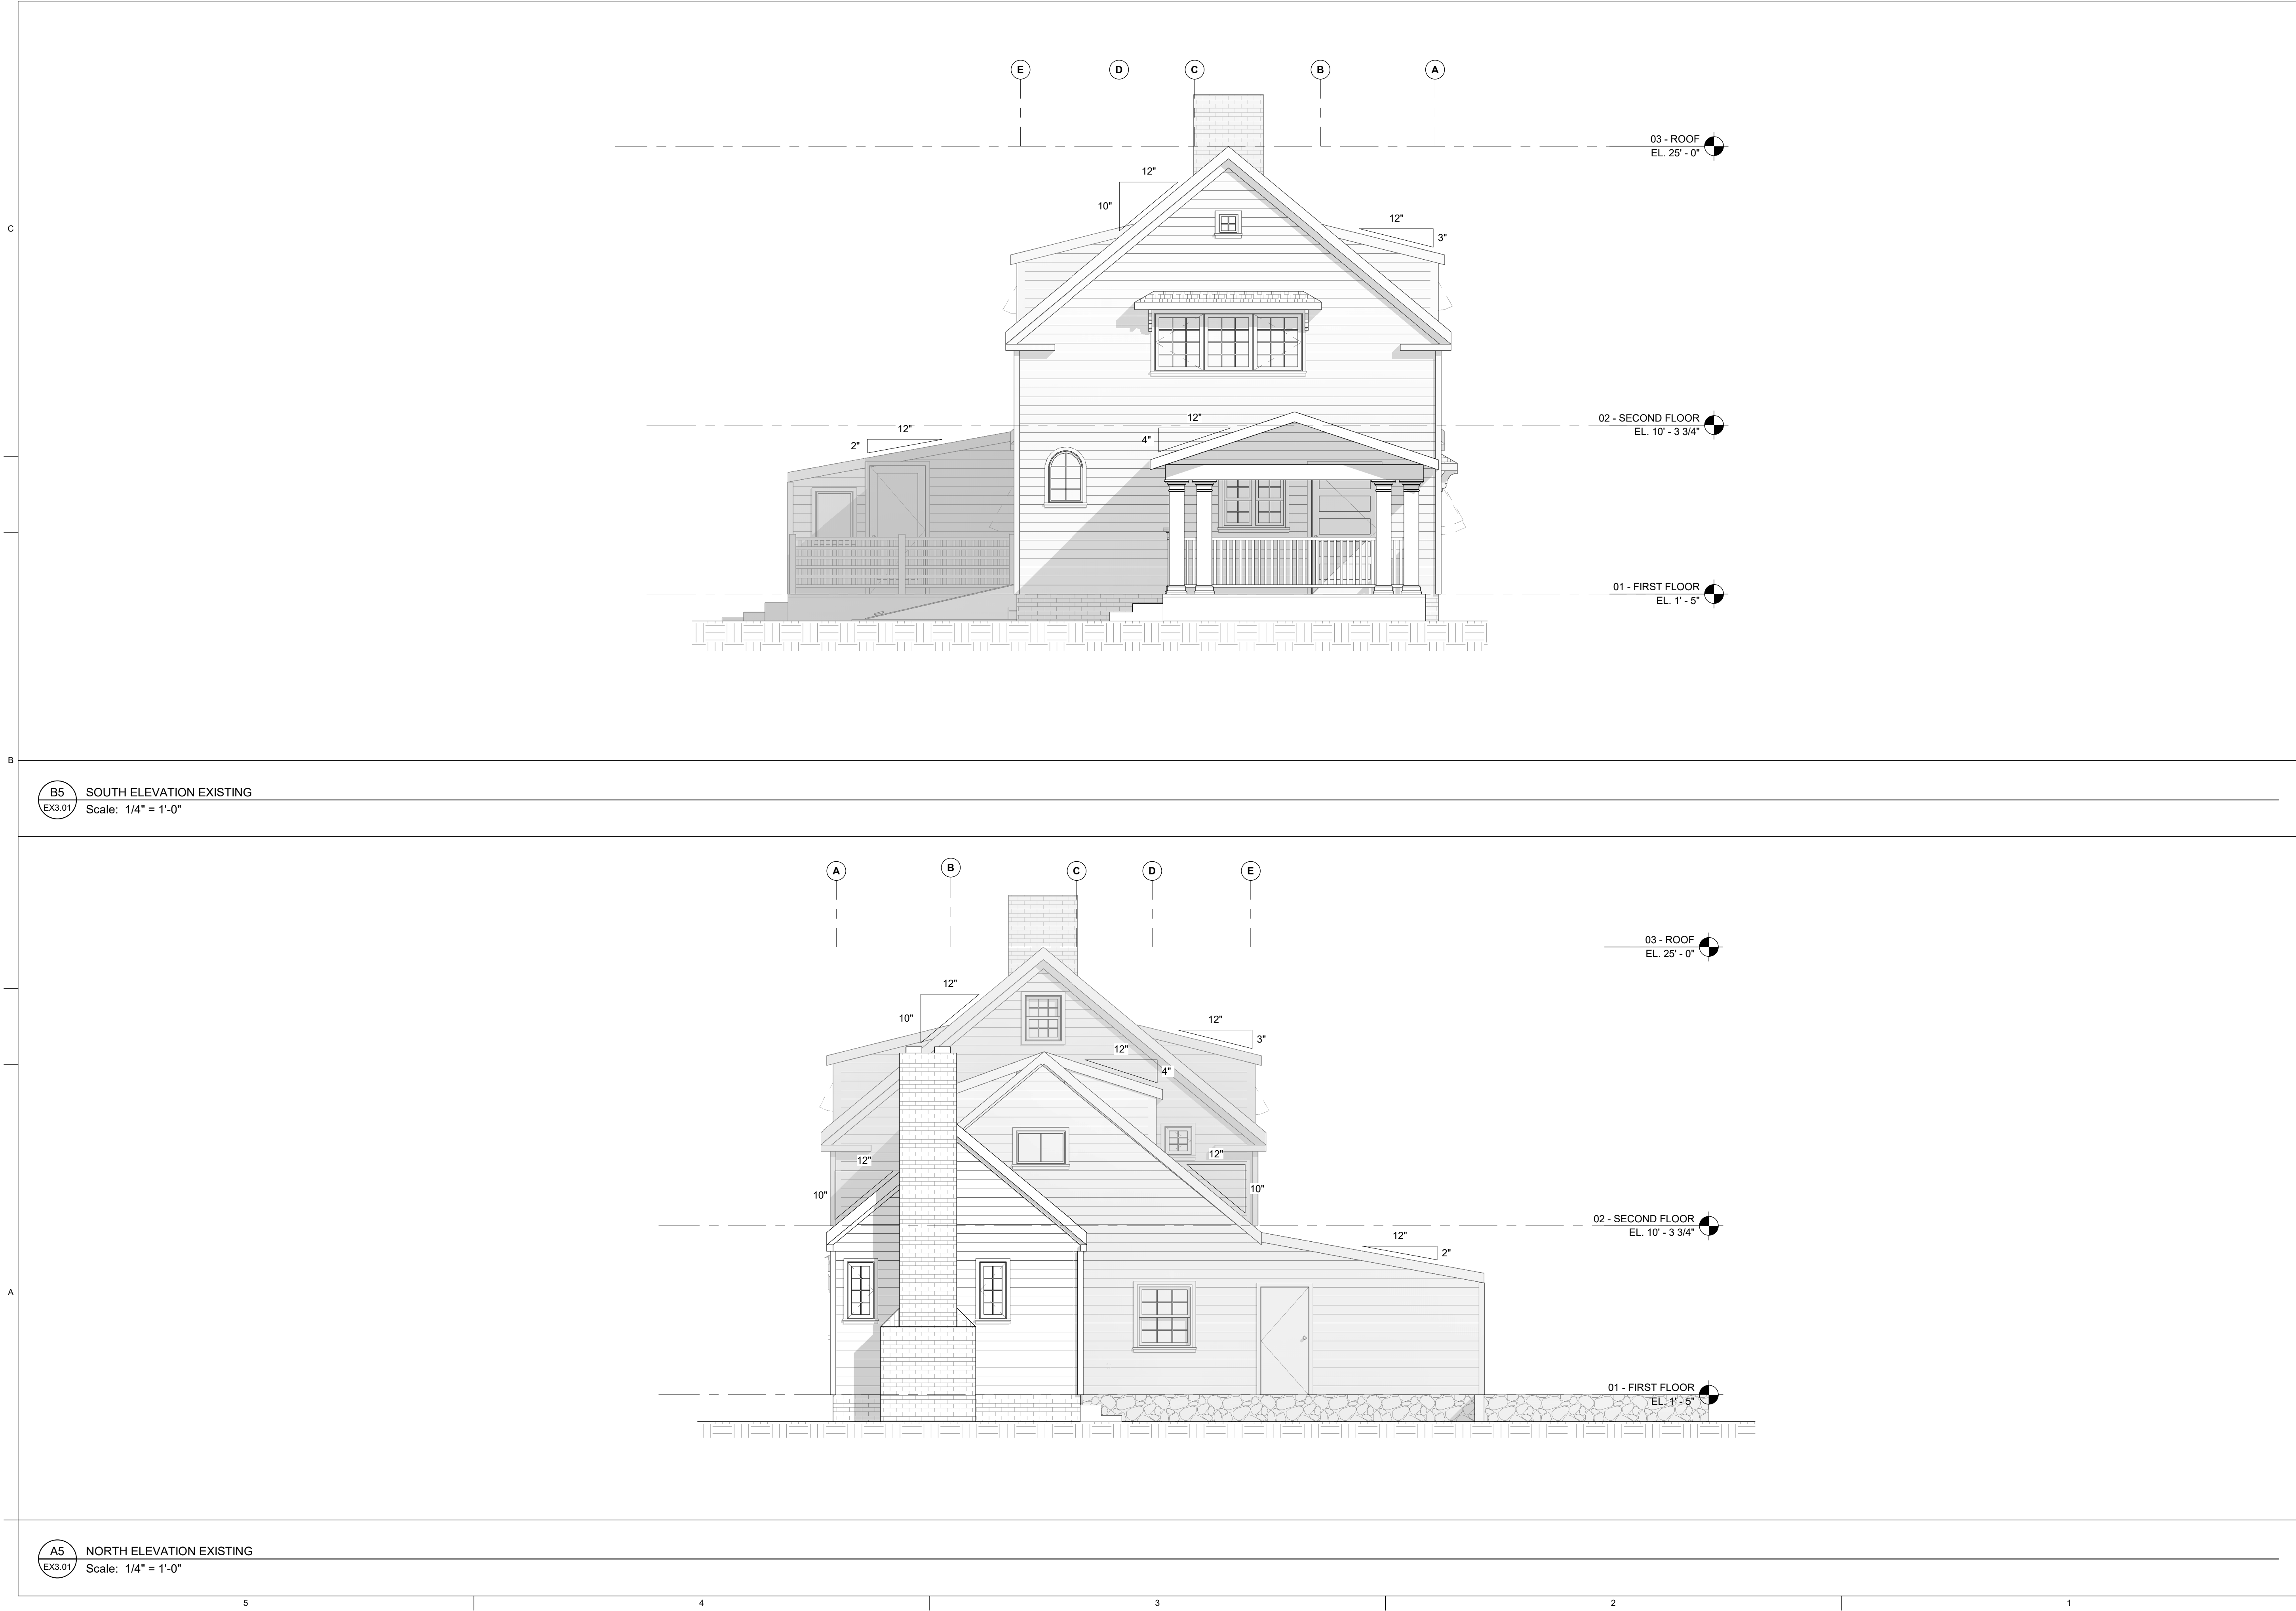 E D C B A
03 - ROOF
EL. 25' - 0"
12"
10"
12"
3"
C
12"
4"
12"
2"
02 - SECOND FLOOR
EL. 10' - 3 3/4"
01 - FIRST FLOOR
EL. 1' - 5"
B
B5 SOUTH ELEVATION EXISTING
EX3.01 Scale: 1/4" = 1'-0"
A B C D E
03 - ROOF
EL. 25' - 0"
12"
10"
12"
3"
12"
4"
12"
10"
12"
10"
02 - SECOND FLOOR
EL. 10' - 3 3/4"
12"
2"
A
01 - FIRST FLOOR
EL. 1' - 5"
A5 NORTH ELEVATION EXISTING
EX3.01 Scale: 1/4" = 1'-0"
5 4 3 2 1